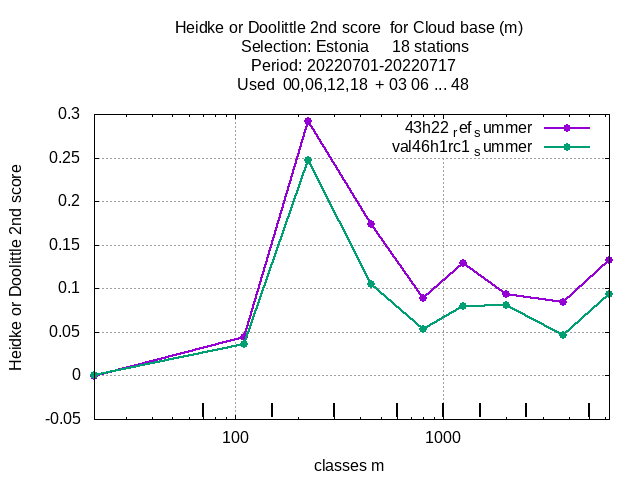 Heidke or Doolittle 2nd score for Cloud base (m)
Selection: Estonia 18 stations
Period: 20220701-20220717
Used 00,06,12,18 + 03 06 ... 48
43h22_ref_summer
val46h1rc1_summer
0.3
0.25
0.2
0.15
0.1
0.05
0
-0.05
Heidke or Doolittle 2nd score
100 1000
classes m